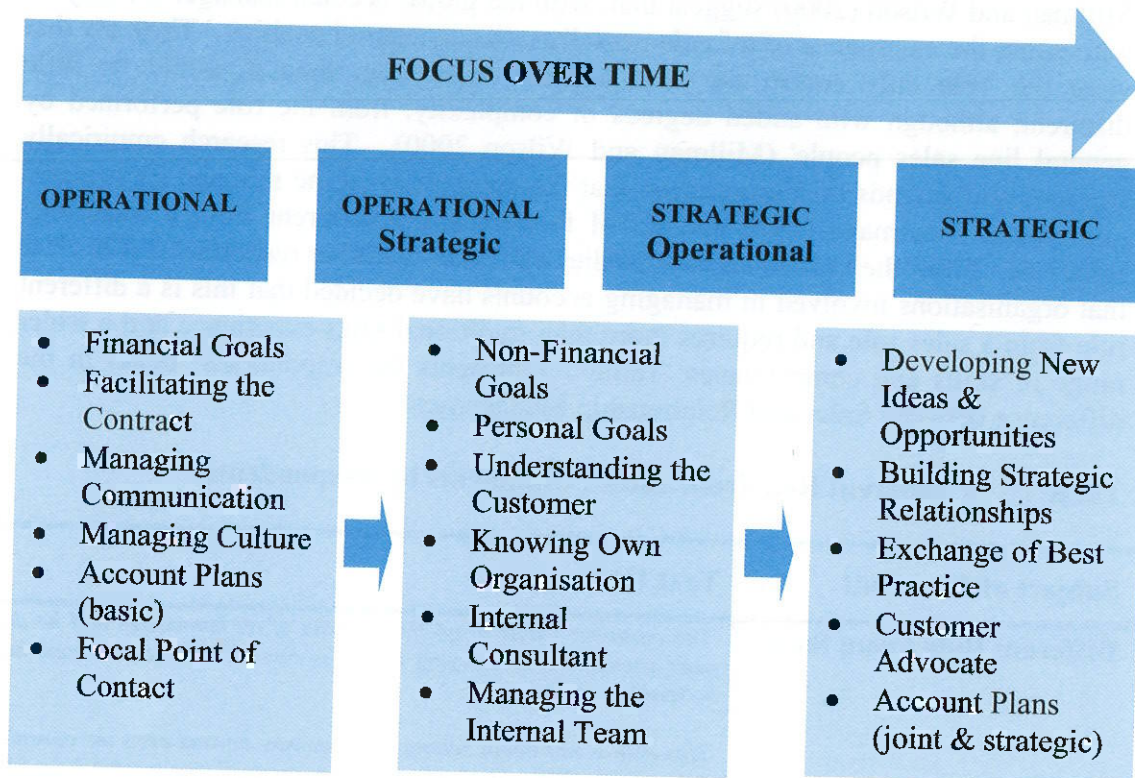 FOCUS OVER TIME
OPERATIONAL
OPERATIONAL
Strategic
STRATEGIC
Operational
STRATEGIC
• Financial Goals
• Facilitating the
Contract
• Managing
Communication
• Managing Culture
• Account Plans
(basic)
• Focal Point of
Contact
• Non-Financial
Goals
• Personal Goals
• Understanding the
Customer
• Knowing Own
Organisation
• Internal
Consultant
• Managing the
Internal Team
• Developing New
Ideas &
Opportunities
• Building Strategic
Relationships
• Exchange of Best
Practice
• Customer
Advocate
• Account Plans
(joint & strategic)